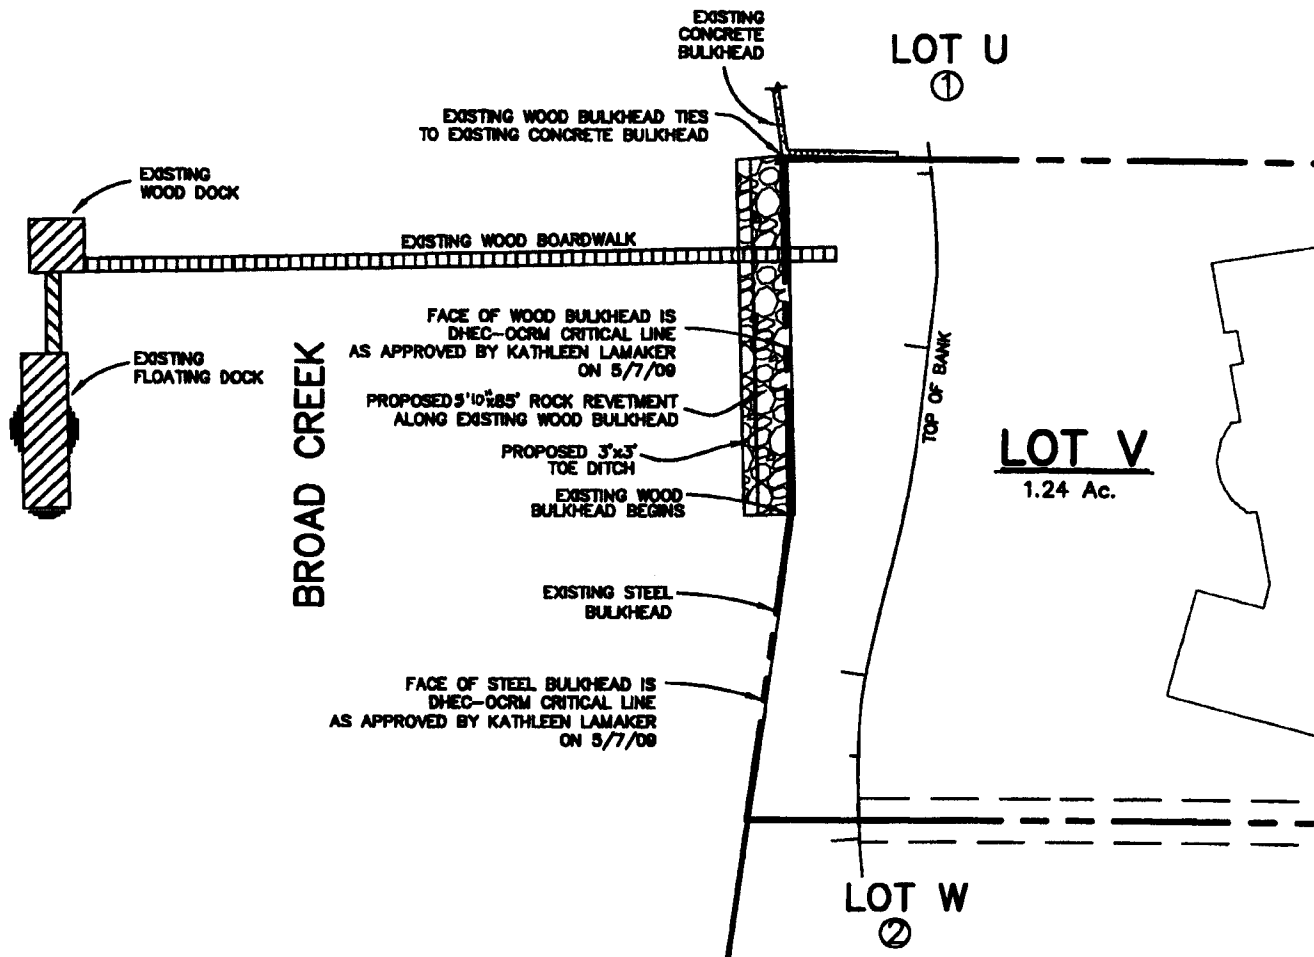 EXISTING
CONCRETE
BULKHEAD
LOT U
1
EXISTING WOOD BULKHEAD TIES
TO EXISTING CONCRETE BULKHEAD
EXISTING
WOOD DOCK
EXISTING WOOD BOARDWALK
FACE OF WOOD BULKHEAD IS
DHEC-OCRM CRITICAL LINE
AS APPROVED BY KATHLEEN LAMAKER
ON 5/7/09
EXISTING
FLOATING DOCK
BROAD CREEK
PROPOSED 5'10"x85' ROCK REVETMENT
ALONG EXISTING WOOD BULKHEAD
TOP OF BANK
LOT V
1.24 Ac.
PROPOSED 3'x3'
TOE DITCH
EXISTING WOOD
BULKHEAD BEGINS
EXISTING STEEL
BULKHEAD
FACE OF STEEL BULKHEAD IS
DHEC-OCRM CRITICAL LINE
AS APPROVED BY KATHLEEN LAMAKER
ON 5/7/09
LOT W
2